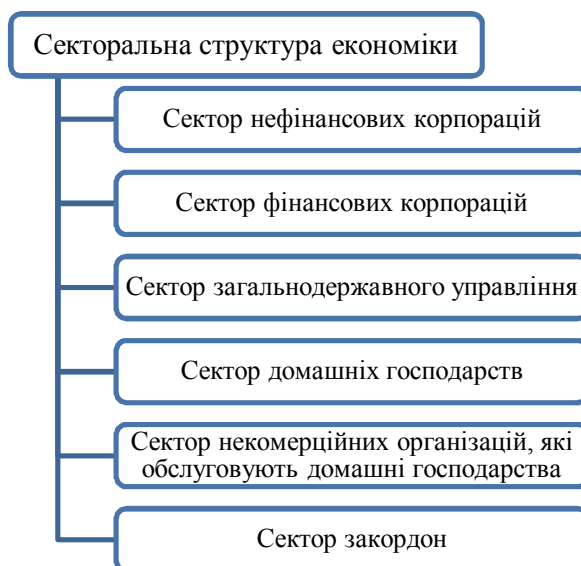 Секторальна структура економіки
Сектор нефінансових корпорацій
Сектор фінансових корпорацій
Сектор загальнодержавного управління
Сектор домашніх господарств
Сектор некомерційних організацій, які
обслуговують домашні господарства
Сектор закордон